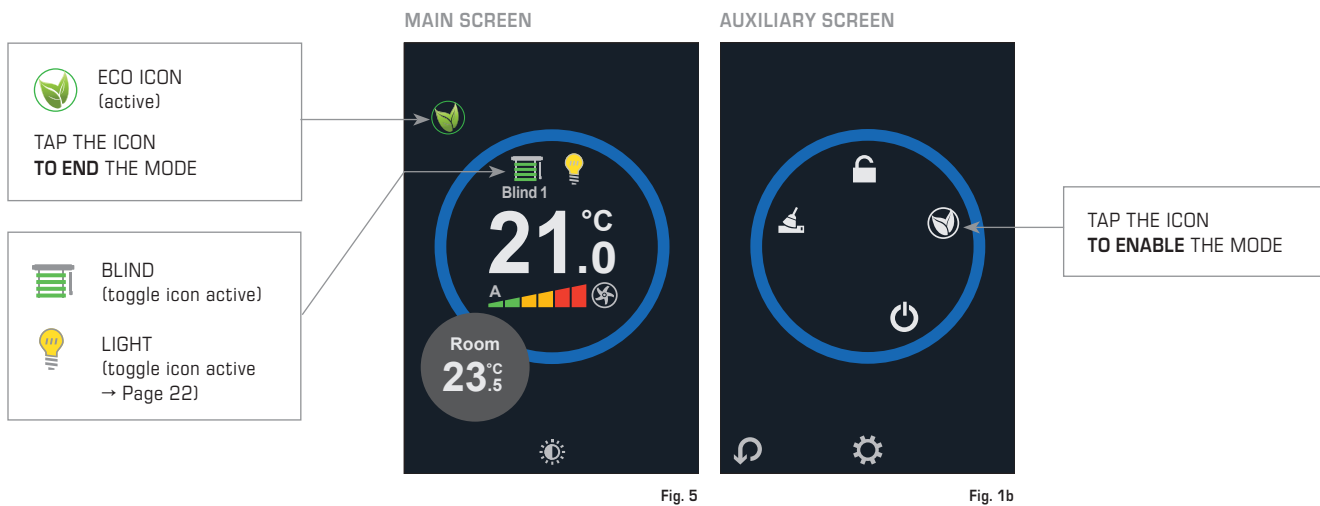 MAIN SCREEN
AUXILIARY SCREEN
ECO ICON
(active)
TAP THE ICON
TO END THE MODE
BLIND
(toggle icon active)
LIGHT
(toggle icon active
→ Page 22)
Blind 1
21.0 °C
A
Room
23.5 °C
TAP THE ICON
TO ENABLE THE MODE
Fig. 5
Fig. 1b